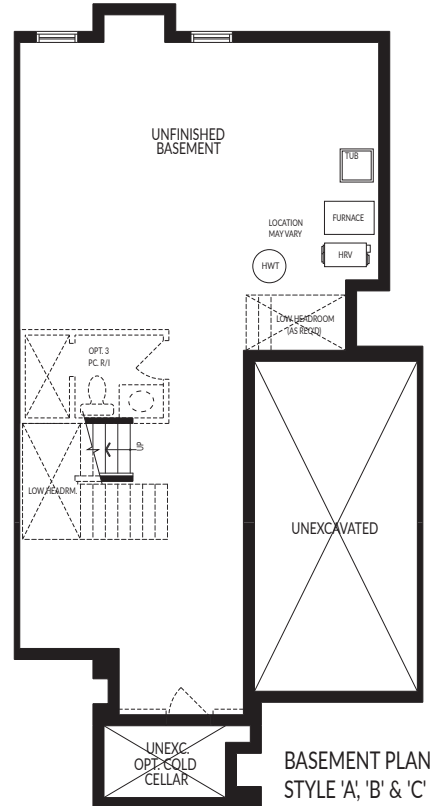 UNFINISHED
BASEMENT
TUB
FURNACE
LOCATION
MAY VARY
HRV
HWT
LOW HEADROOM
(AS REQ'D)
OPT. 3
PC. R/I
UP
LOW HEADRM.
UNEXCAVATED
UNEXC.
OPT. COLD
CELLAR
BASEMENT PLAN
STYLE 'A', 'B' & 'C'